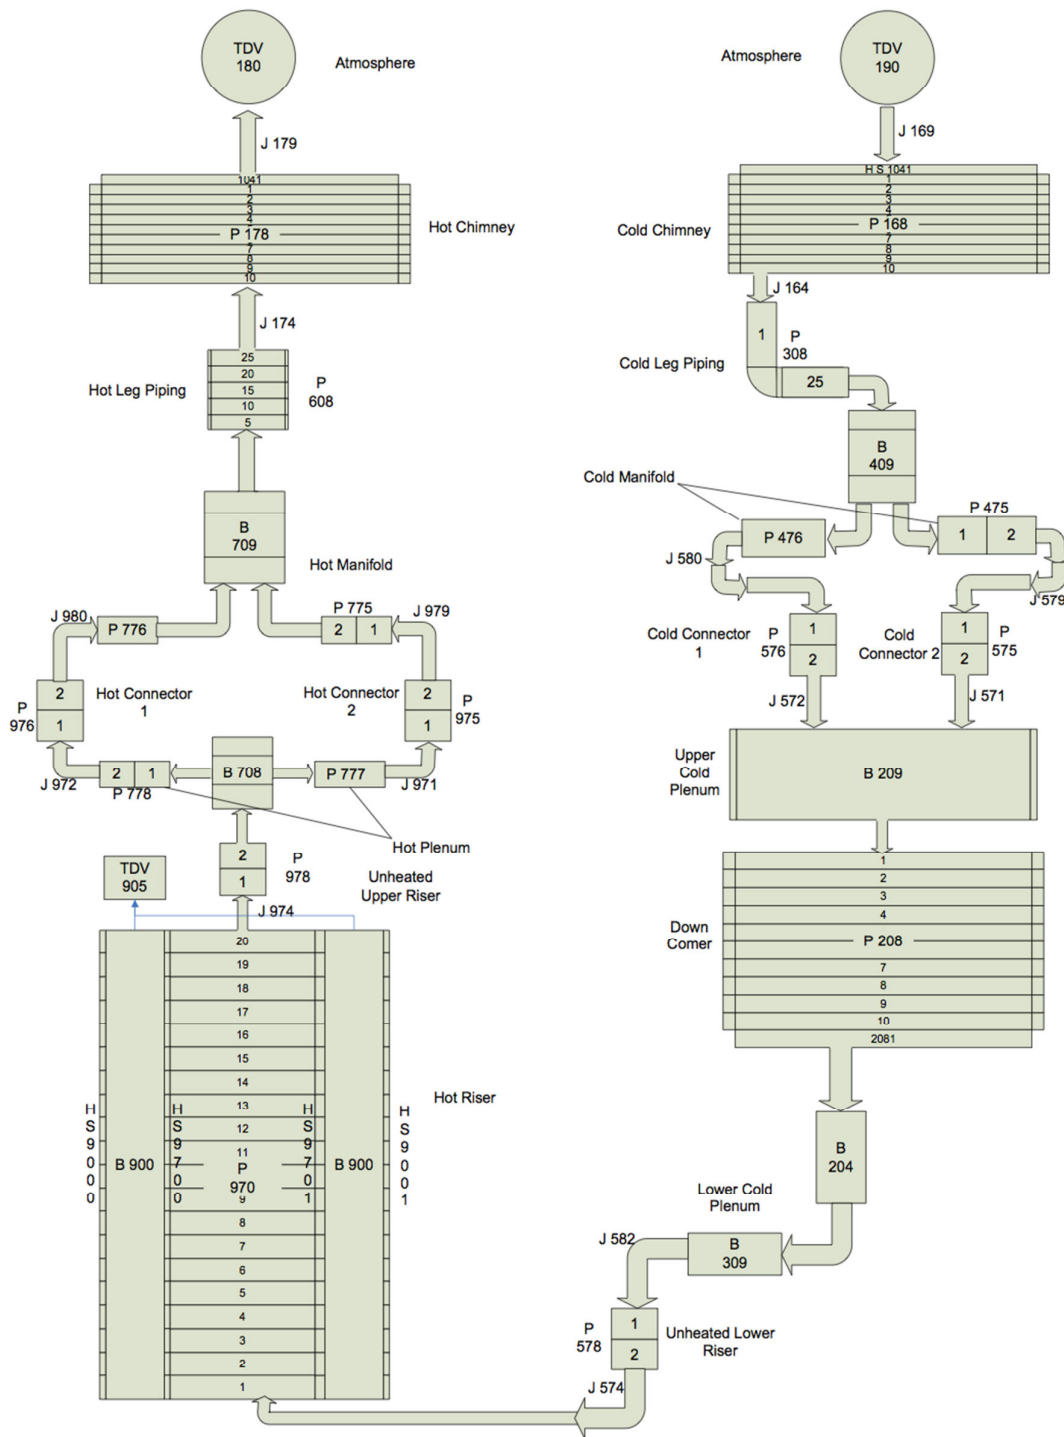 TDV
180
Atmosphere
J 179
1041
1
2
3
4
P 178
7
8
9
10
Hot Chimney
J 174
25
20
15
10
5
P
608
Hot Leg Piping
B
709
Hot Manifold
J 980
P 776
P 775
2 1
J 979
P
976
2
1
Hot Connector
1
Hot Connector
2
2
1
P
975
J 972
2 1
P 778
B 708
P 777
J 971
Hot Plenum
2
1
P
978
Unheated
Upper Riser
TDV
905
J 974
20
19
18
17
16
15
14
13
12
11
P
970
9
8
7
6
5
4
3
2
1
HS9000
B 900
HS9700
HS9701
B 900
HS9001
Hot Riser
Atmosphere
TDV
190
J 169
H S 1041
1
2
3
4
P 168
7
8
9
10
Cold Chimney
J 164
1
P
308
25
Cold Leg Piping
B
409
Cold Manifold
P 476
P 475
1 2
J 580
J 579
Cold Connector
1
P
576
1
2
Cold
Connector 2
1
2
P
575
J 572
J 571
Upper
Cold
Plenum
B 209
1
2
3
4
P 208
7
8
9
10
2081
Down
Comer
B
204
Lower Cold
Plenum
J 582
B
309
P
578
1
2
Unheated Lower
Riser
J 574